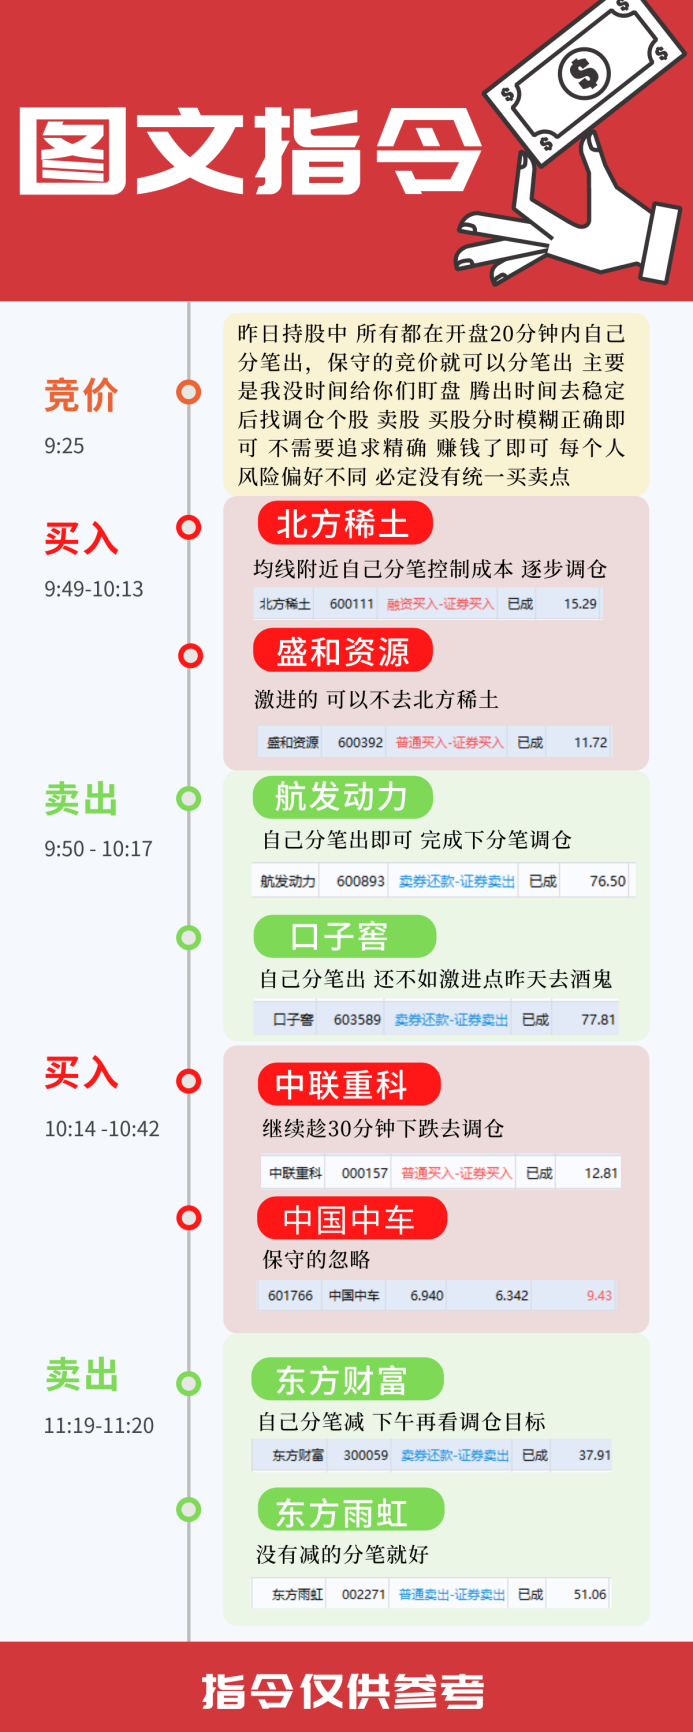 图文指令
竞价
9:25
昨日持股中 所有都在开盘20分钟内自己
分笔出，保守的竞价就可以分笔出 主要
是我没时间给你们盯盘 腾出时间去稳定
后找调仓个股 卖股 买股分时模糊正确即
可 不需要追求精确 赚钱了即可 每个人
风险偏好不同 必定没有统一买卖点
买入
9:49-10:13
北方稀土
均线附近自己分笔控制成本 逐步调仓
北方稀土 600111 融资买入-证券买入 已成 15.29
盛和资源
激进的 可以不去北方稀土
盛和资源 600392 普通买入-证券买入 已成 11.72
卖出
9:50 - 10:17
航发动力
自己分笔出即可 完成下分笔调仓
航发动力 600893 卖券还款-证券卖出 已成 76.50
口子窖
自己分笔出 还不如激进点昨天去酒鬼
口子窖 603589 卖券还款-证券卖出 已成 77.81
买入
10:14 -10:42
中联重科
继续趁30分钟下跌去调仓
中联重科 000157 普通买入-证券买入 已成 12.81
中国中车
保守的忽略
601766 中国中车 6.940 6.342 9.43
卖出
11:19-11:20
东方财富
自己分笔减 下午再看调仓目标
东方财富 300059 卖券还款-证券卖出 已成 37.91
东方雨虹
没有减的分笔就好
东方雨虹 002271 普通卖出-证券卖出 已成 51.06
指令仅供参考